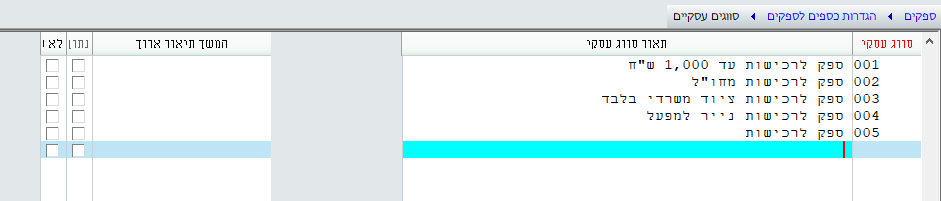 ספקים ◄ הגדרות כספים לספקים ◄ סווגים עסקיים
סווג עסקי תאור סווג עסקי המשך תיאור ארוך נתון לא
001 ספק לרכישות עד 1,000 ש"ח
002 ספק לרכישות מחו"ל
003 ספק לרכישות ציוד משרדי בלבד
004 ספק לרכישות נייר למפעל
005 ספק לרכישות